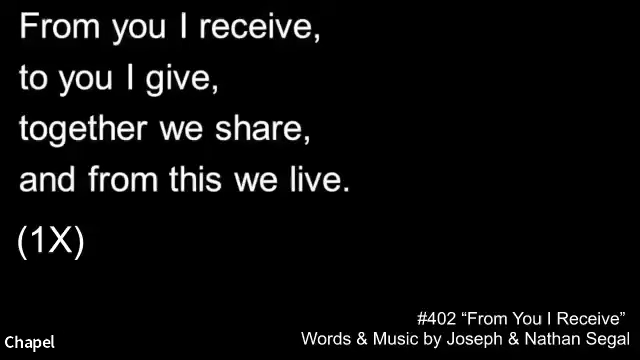 From you I receive,
to you I give,
together we share,
and from this we live.
(1X)
#402 “From You I Receive”
Words & Music by Joseph & Nathan Segal
Chapel